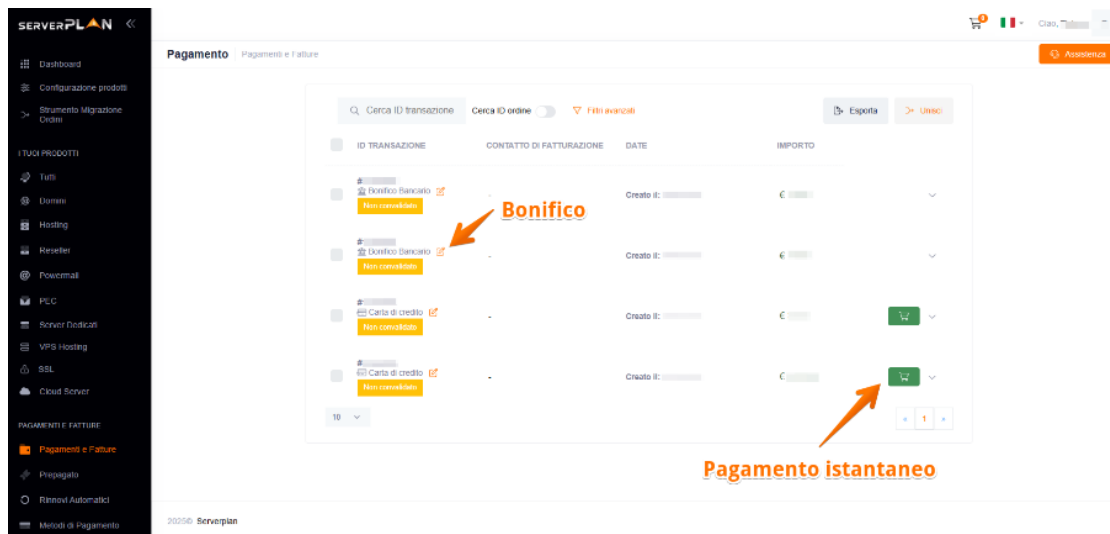 SERVERPLAN
0
Ciao,
Pagamento
Pagamenti e Fatture
Assistenza
Dashboard
Configurazione prodotti
Strumento Migrazione
Ordini
I TUOI PRODOTTI
Tutti
Domini
Hosting
Reseller
Powermail
PEC
Server Dedicati
VPS Hosting
SSL
Cloud Server
PAGAMENTI E FATTURE
Pagamenti e Fatture
Prepagato
Rinnovi Automatici
Metodi di Pagamento
Cerca ID transazione
Cerca ID ordine
Filtri avanzati
Esporta
Unisci
ID TRANSAZIONE CONTATTO DI FATTURAZIONE DATE IMPORTO
#
Bonifico Bancario - Creato il: €
Non convalidato
Bonifico
#
Bonifico Bancario - Creato il: €
Non convalidato
#
Carta di credito - Creato il: €
Non convalidato
#
Carta di credito - Creato il: €
Non convalidato
10
« 1 »
Pagamento istantaneo
2025© Serverplan